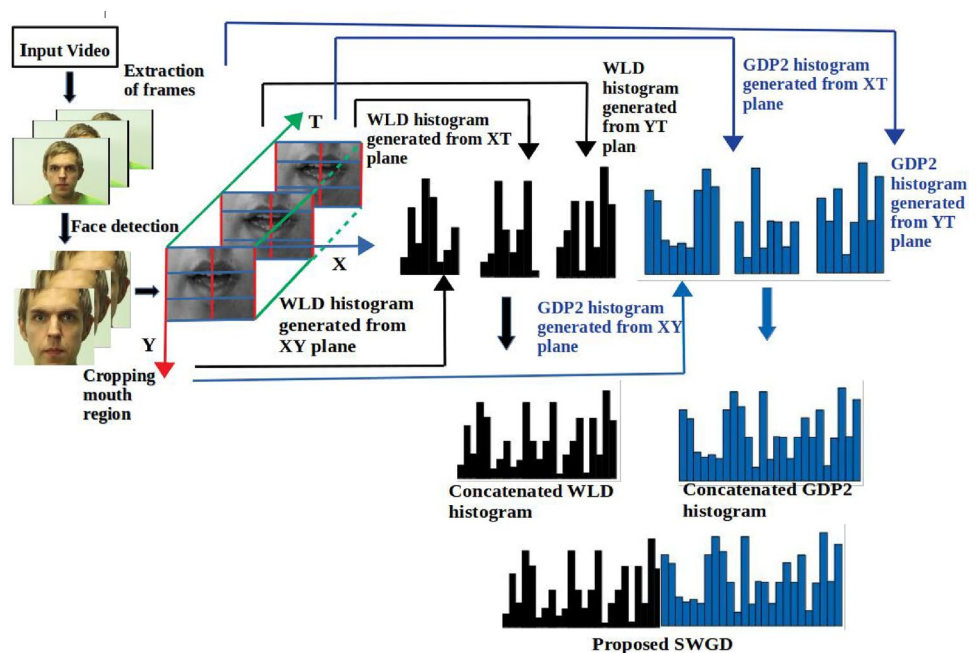 Input Video
Extraction
of frames
Face detection
T
X
Y
Cropping
mouth
region
WLD histogram
generated from XT
plane
WLD
histogram
generated
from YT
plan
GDP2 histogram
generated from XT
plane
GDP2
histogram
generated
from YT
plane
WLD histogram
generated from
XY plane
GDP2 histogram
generated from XY
plane
Concatenated WLD
histogram
Concatenated GDP2
histogram
Proposed SWGD